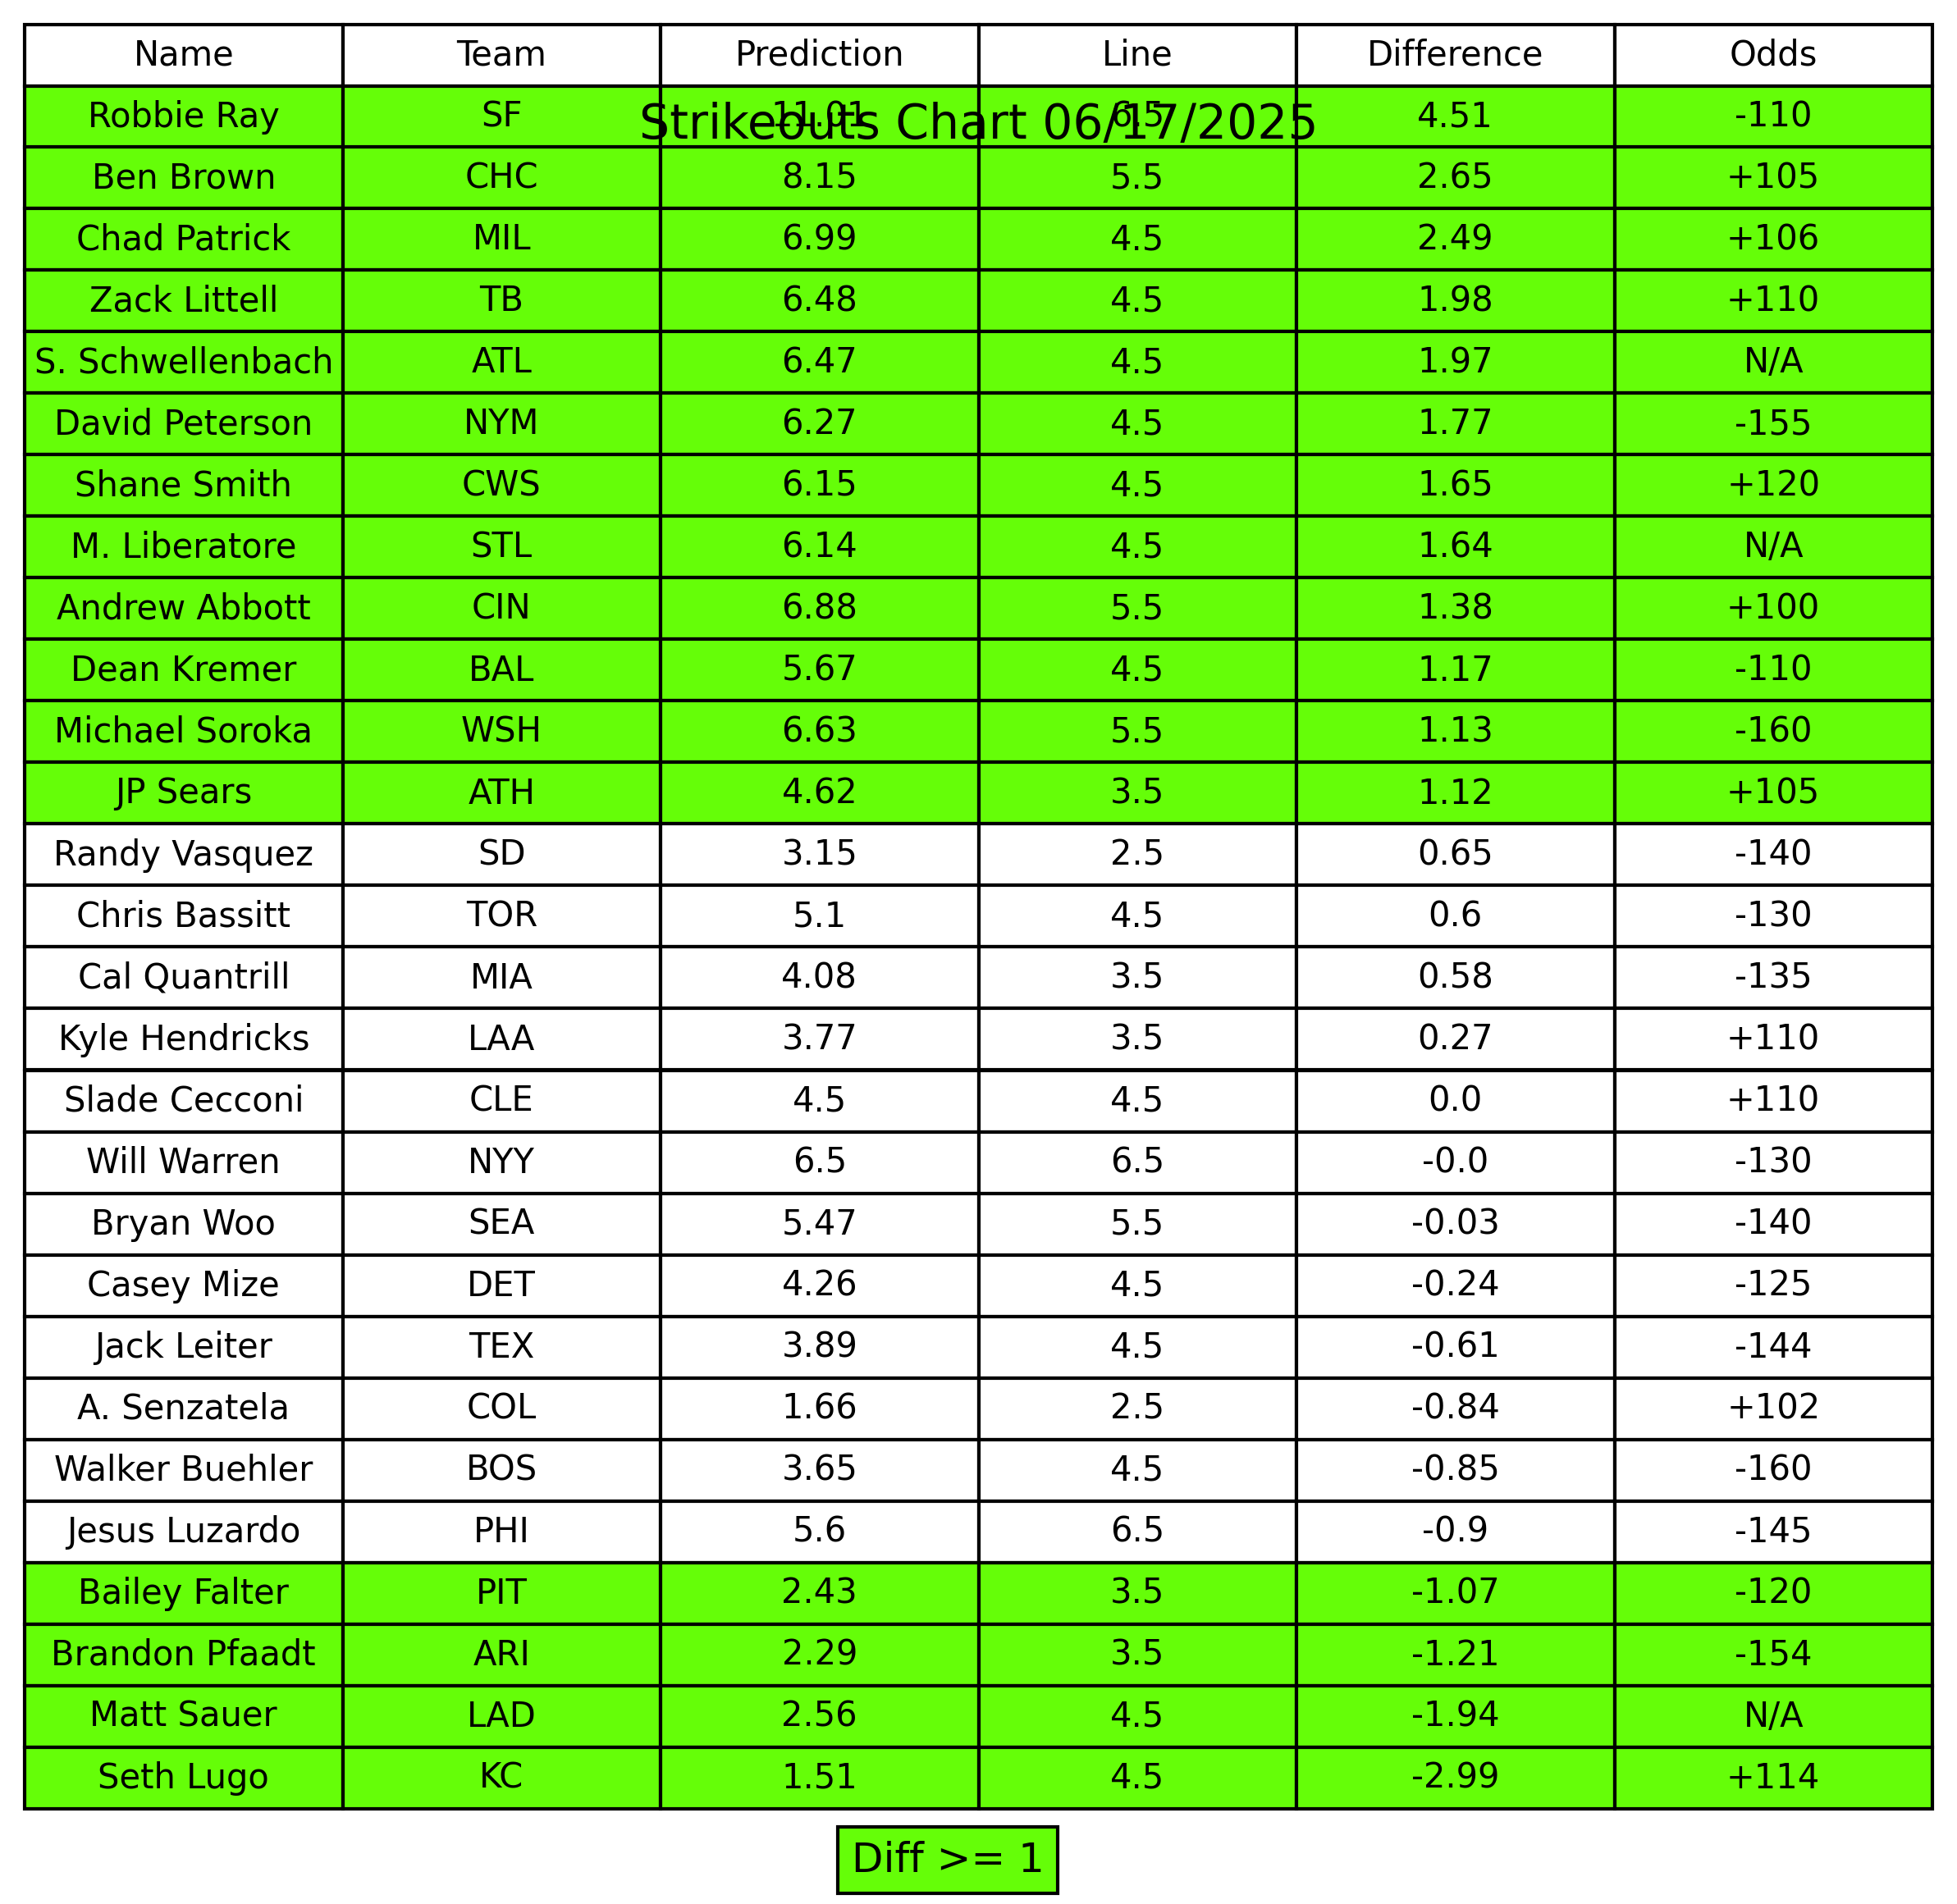 Name Team Prediction Line Difference Odds
Robbie Ray SF 11.01 6.5 4.51 -110
Strikeouts Chart 06/17/2025
Ben Brown CHC 8.15 5.5 2.65 +105
Chad Patrick MIL 6.99 4.5 2.49 +106
Zack Littell TB 6.48 4.5 1.98 +110
S. Schwellenbach ATL 6.47 4.5 1.97 N/A
David Peterson NYM 6.27 4.5 1.77 -155
Shane Smith CWS 6.15 4.5 1.65 +120
M. Liberatore STL 6.14 4.5 1.64 N/A
Andrew Abbott CIN 6.88 5.5 1.38 +100
Dean Kremer BAL 5.67 4.5 1.17 -110
Michael Soroka WSH 6.63 5.5 1.13 -160
JP Sears ATH 4.62 3.5 1.12 +105
Randy Vasquez SD 3.15 2.5 0.65 -140
Chris Bassitt TOR 5.1 4.5 0.6 -130
Cal Quantrill MIA 4.08 3.5 0.58 -135
Kyle Hendricks LAA 3.77 3.5 0.27 +110
Slade Cecconi CLE 4.5 4.5 0.0 +110
Will Warren NYY 6.5 6.5 -0.0 -130
Bryan Woo SEA 5.47 5.5 -0.03 -140
Casey Mize DET 4.26 4.5 -0.24 -125
Jack Leiter TEX 3.89 4.5 -0.61 -144
A. Senzatela COL 1.66 2.5 -0.84 +102
Walker Buehler BOS 3.65 4.5 -0.85 -160
Jesus Luzardo PHI 5.6 6.5 -0.9 -145
Bailey Falter PIT 2.43 3.5 -1.07 -120
Brandon Pfaadt ARI 2.29 3.5 -1.21 -154
Matt Sauer LAD 2.56 4.5 -1.94 N/A
Seth Lugo KC 1.51 4.5 -2.99 +114
Diff >= 1